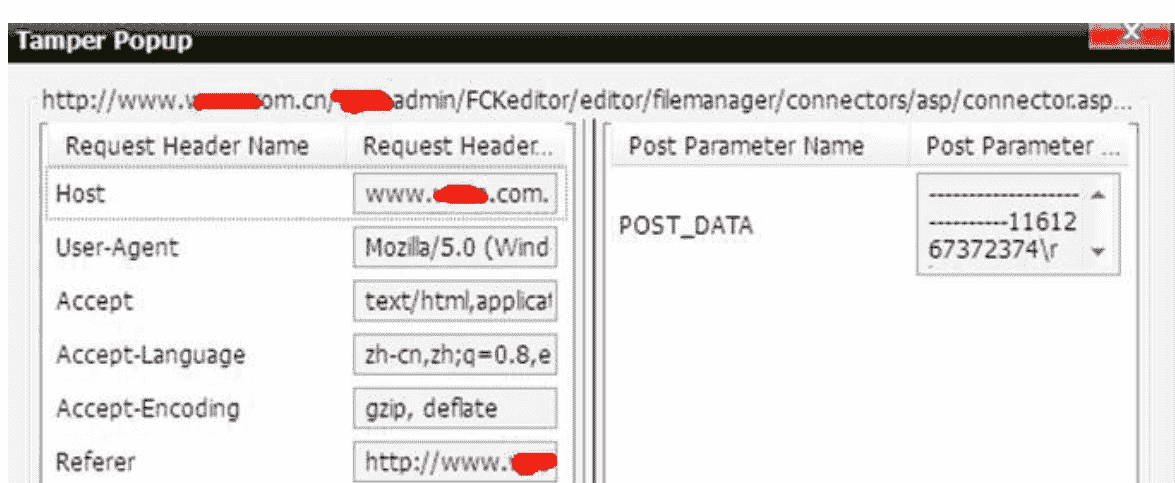 Tamper Popup
X
http://www.v om.cn/ admin/FCKeditor/editor/filemanager/connectors/asp/connector.asp...
Request Header Name Request Header... Post Parameter Name Post Parameter ...
Host www. .com.
User-Agent Mozilla/5.0 (Wind
Accept text/html,applicat
Accept-Language zh-cn,zh;q=0.8,e
Accept-Encoding gzip, deflate
Referer http://www.
POST_DATA
-------------------
----------11612
67372374\r